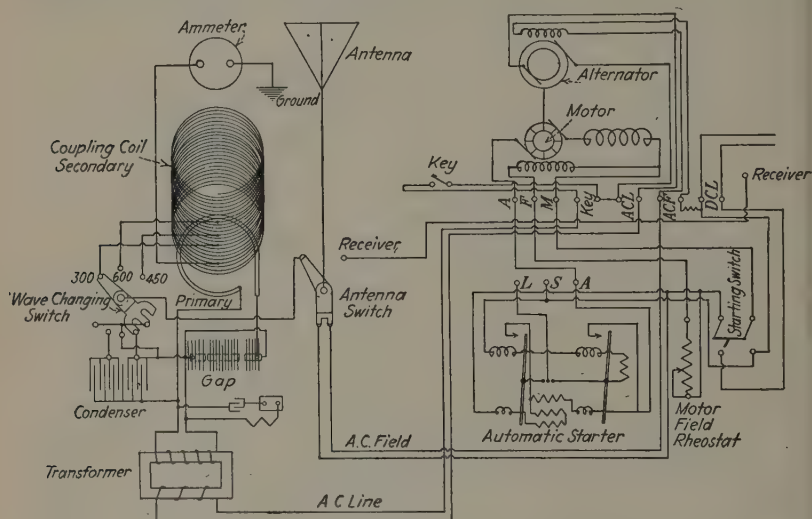 Ammeter
Antenna
Ground
Coupling Coil
Secondary
Alternator
Motor
Key
Receiver
A
F
M
Key
ACL
ACF
DCL
Receiver
300
600
450
Wave Changing
Switch
Primary
Antenna
Switch
L
S
A
Starting Switch
Gap
Condenser
Automatic Starter
Motor
Field
Rheostat
Transformer
A.C. Field
A C Line